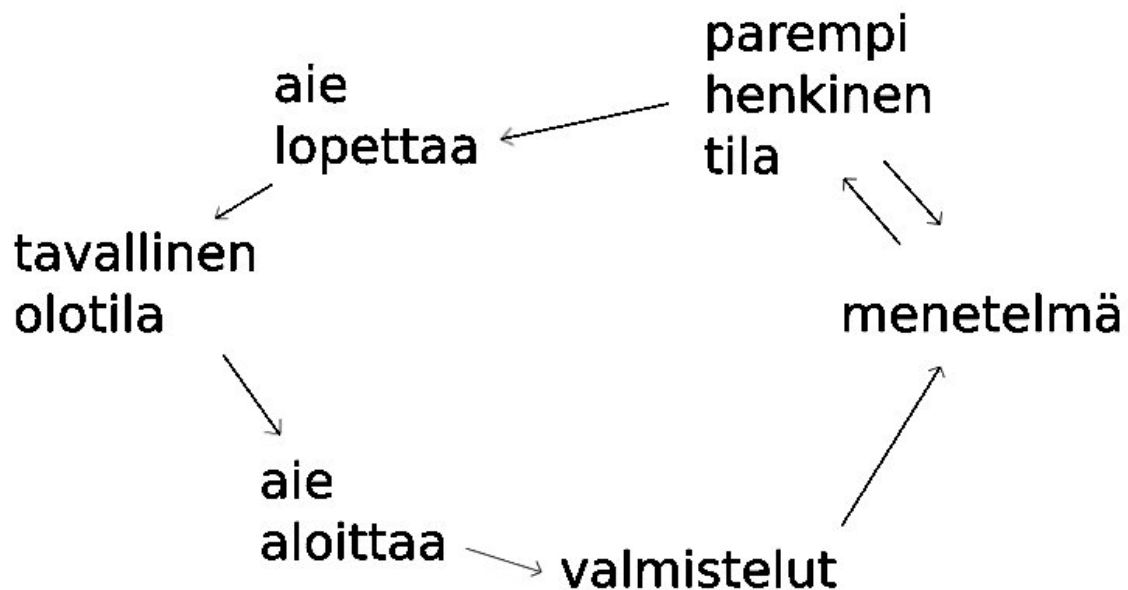 parempi
henkinen
tila
aie
lopettaa
tavallinen
olotila
menetelmä
aie
aloittaa
valmistelut